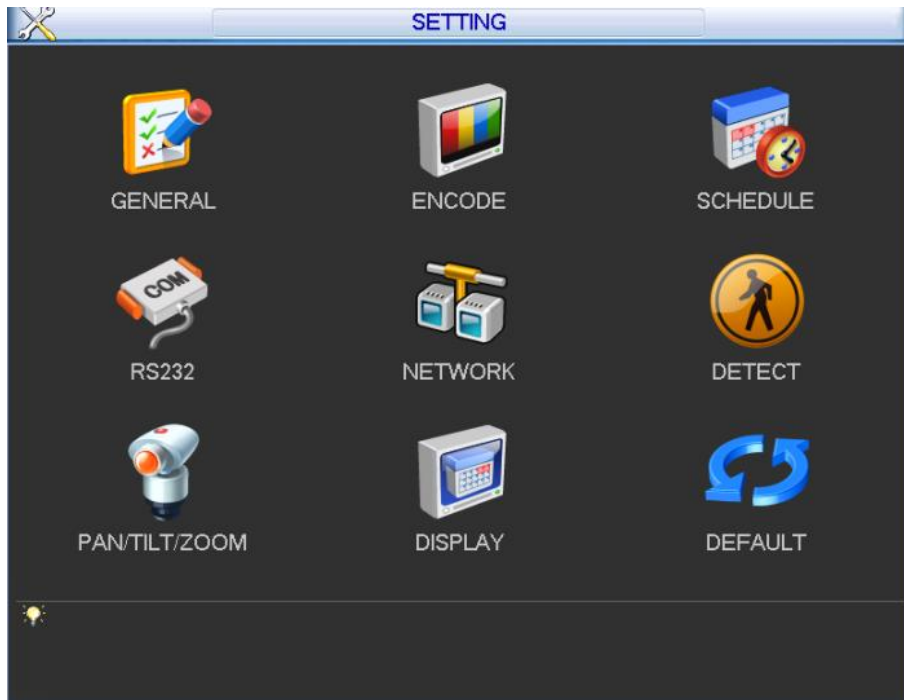 SETTING
GENERAL
ENCODE
SCHEDULE
COM
RS232
NETWORK
DETECT
PAN/TILT/ZOOM
DISPLAY
DEFAULT